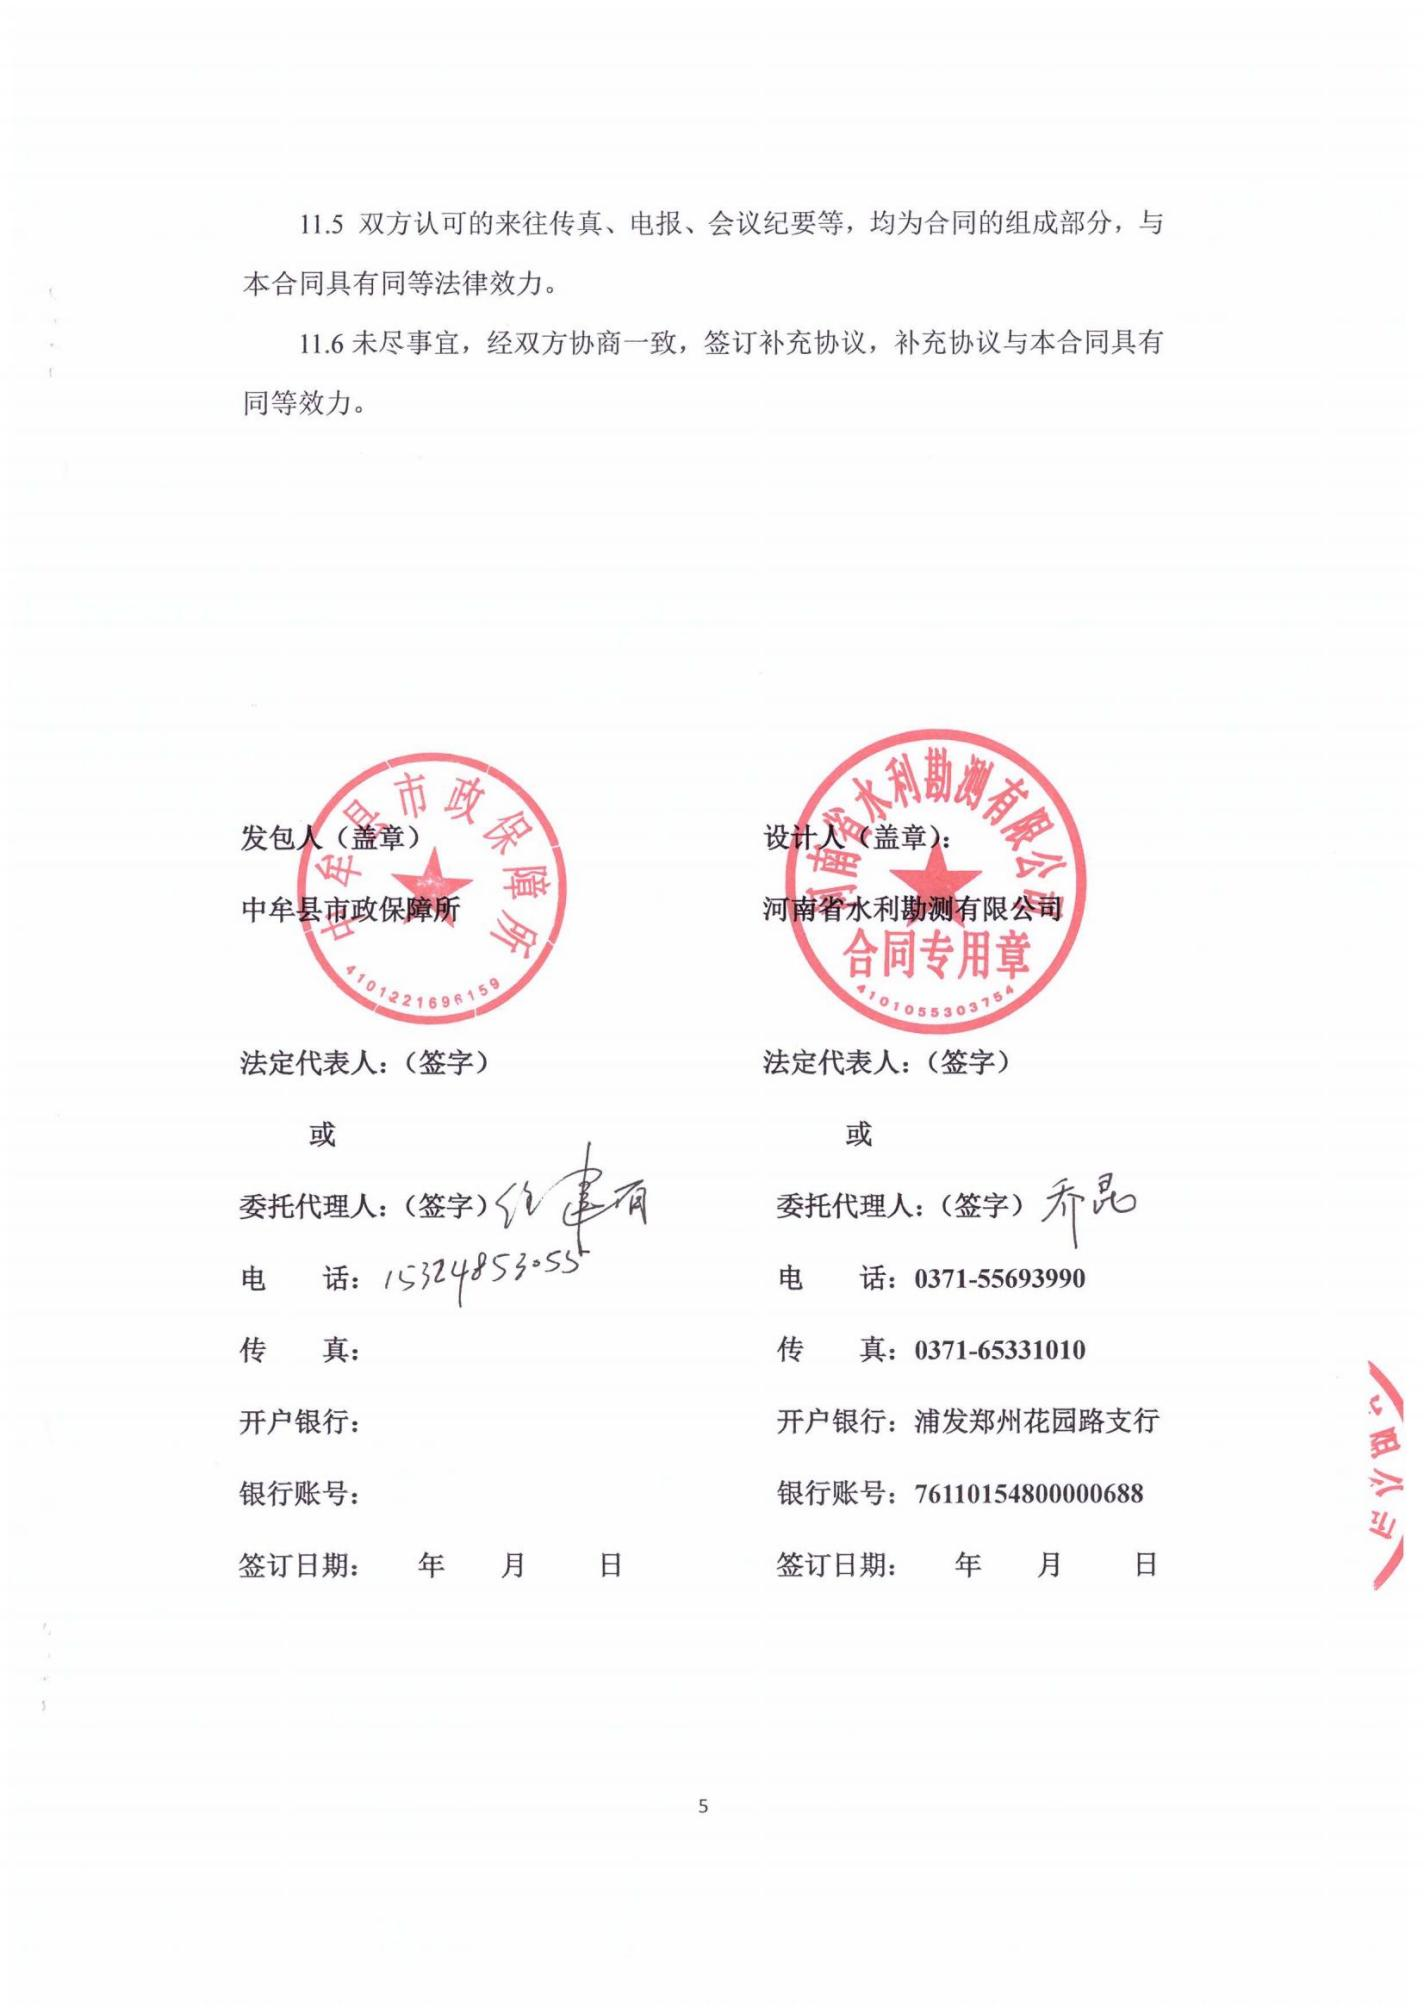 11.5 双方认可的来往传真、电报、会议纪要等，均为合同的组成部分，与
本合同具有同等法律效力。
11.6 未尽事宜，经双方协商一致，签订补充协议，补充协议与本合同具有
同等效力。
中牟县市政保障所
4101221696159
河南省水利勘测有限公司
合同专用章
4101055303754
发包人（盖章） 设计人（盖章）：
中牟县市政保障所 河南省水利勘测有限公司
法定代表人：（签字） 法定代表人：（签字）
或 或
委托代理人：（签字） 委托代理人：（签字）乔昆
电 话：15324853055 电 话：0371-55693990
传 真： 传 真：0371-65331010
开户银行： 开户银行：浦发郑州花园路支行
银行账号： 银行账号：76110154800000688
签订日期： 年 月 日 签订日期： 年 月 日
限公司
5